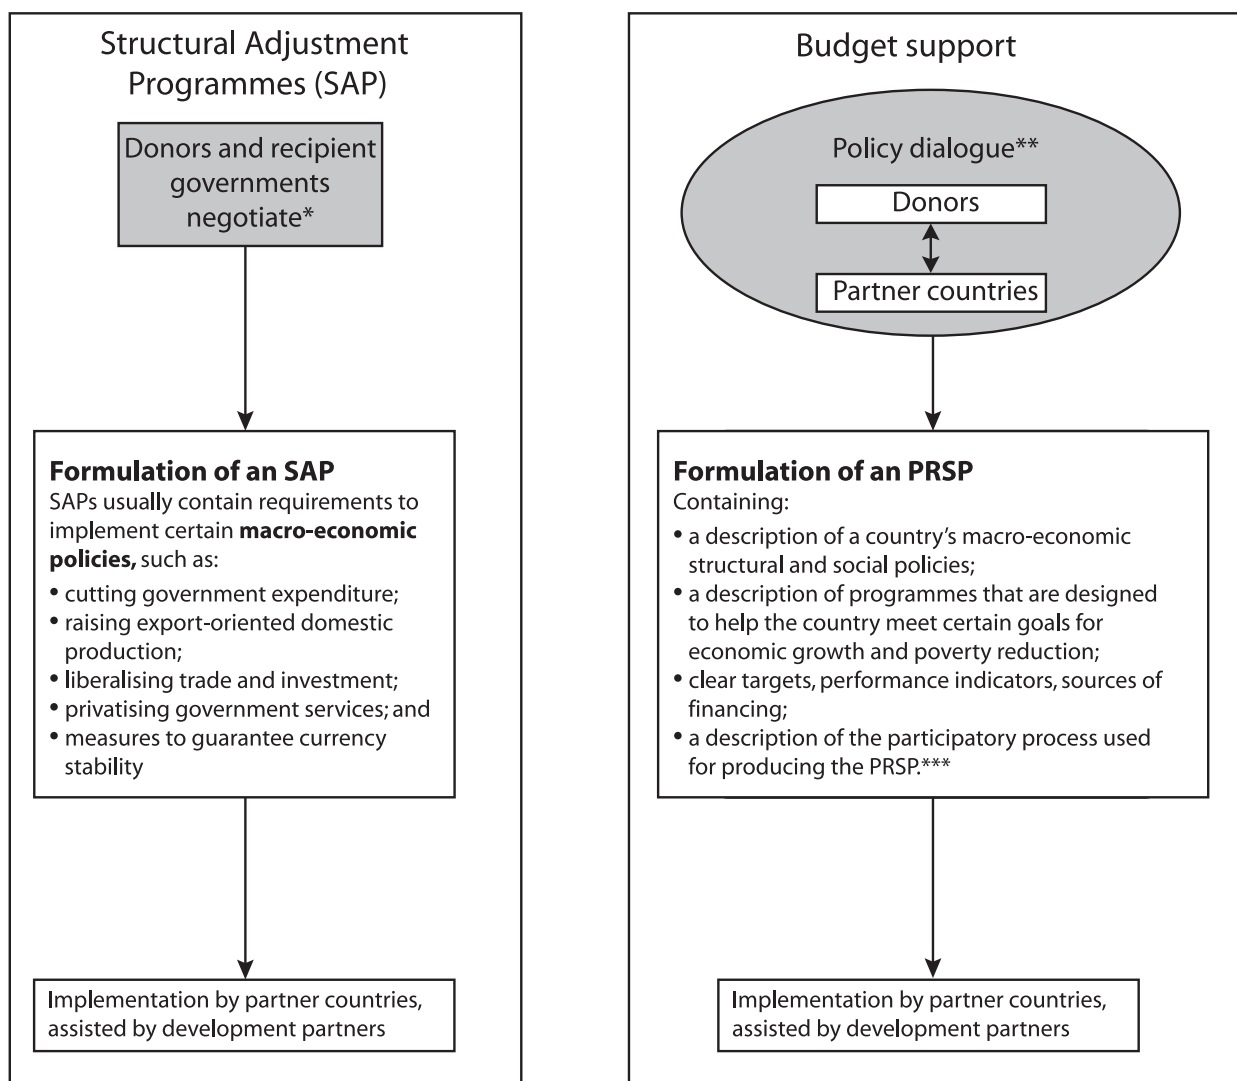 Structural Adjustment
Programmes (SAP)
Donors and recipient
governments
negotiate*
Formulation of an SAP
SAPs usually contain requirements to
implement certain macro-economic
policies, such as:
• cutting government expenditure;
• raising export-oriented domestic
production;
• liberalising trade and investment;
• privatising government services; and
• measures to guarantee currency
stability
Implementation by partner countries,
assisted by development partners
Budget support
Policy dialogue**
Donors
Partner countries
Formulation of an PRSP
Containing:
• a description of a country's macro-economic
structural and social policies;
• a description of programmes that are designed
to help the country meet certain goals for
economic growth and poverty reduction;
• clear targets, performance indicators, sources of
financing;
• a description of the participatory process used
for producing the PRSP.***
Implementation by partner countries,
assisted by development partners